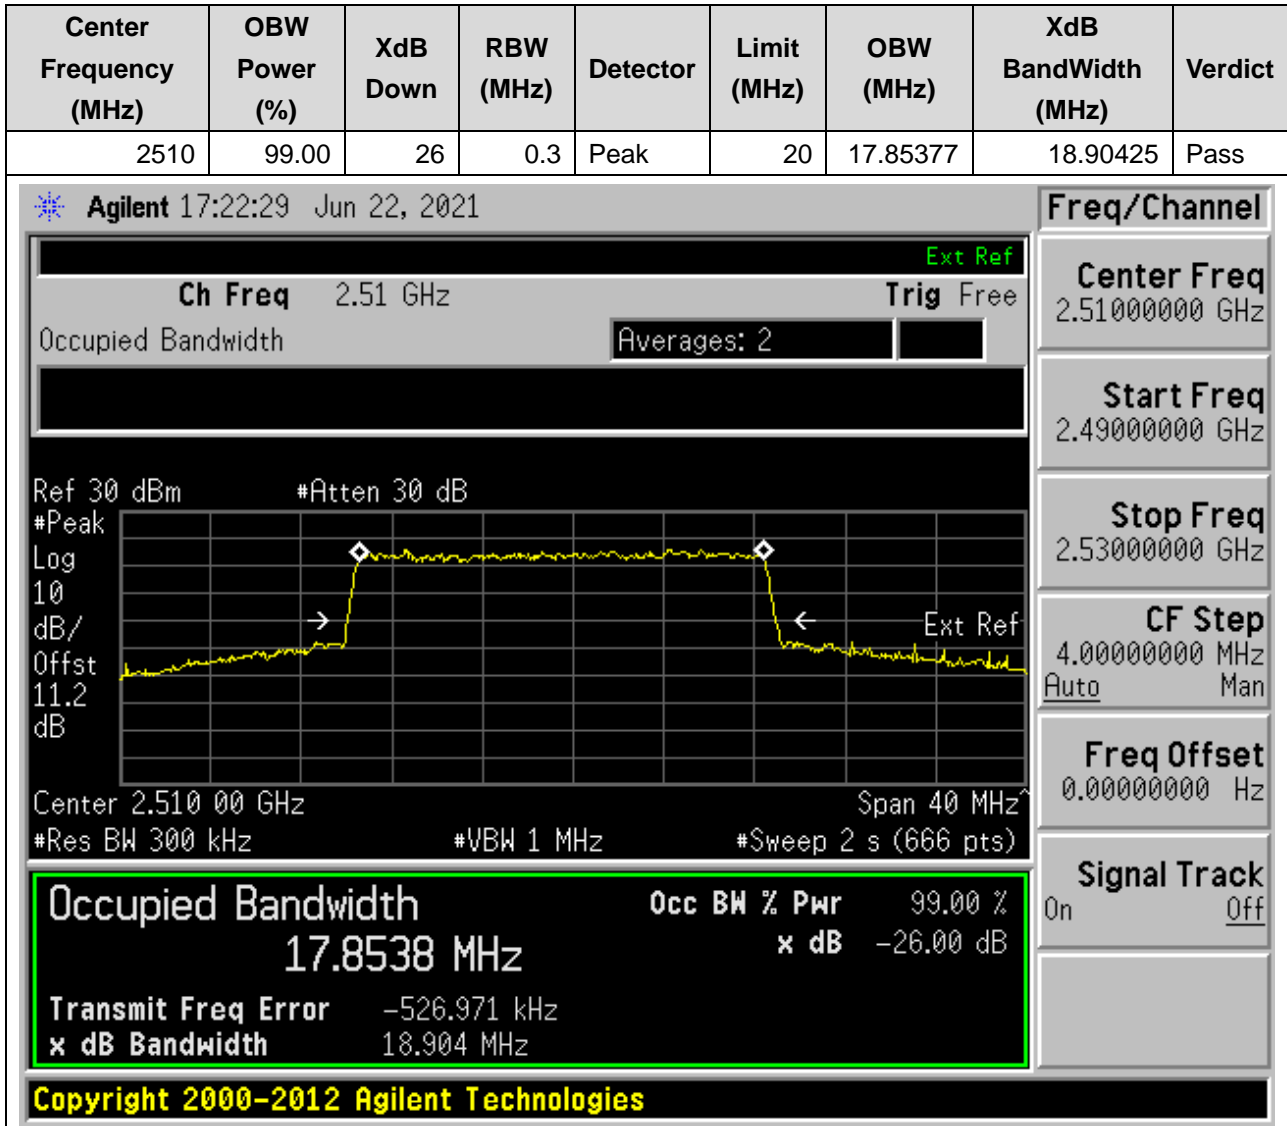 Center Frequency (MHz) OBW Power (%) XdB Down RBW (MHz) Detector Limit (MHz) OBW (MHz) XdB BandWidth (MHz) Verdict
2510 99.00 26 0.3 Peak 20 17.85377 18.90425 Pass
Agilent 17:22:29 Jun 22, 2021
Freq/Channel
Ext Ref
Ch Freq 2.51 GHz Trig Free
Occupied Bandwidth Averages: 2
Center Freq
2.51000000 GHz
Start Freq
2.49000000 GHz
Stop Freq
2.53000000 GHz
CF Step
4.00000000 MHz
Auto Man
Freq Offset
0.00000000 Hz
Signal Track
On Off
Ref 30 dBm #Atten 30 dB
#Peak
Log
10
dB/
Offst
11.2
dB
Ext Ref
Center 2.510 00 GHz Span 40 MHz^
#Res BW 300 kHz #VBW 1 MHz #Sweep 2 s (666 pts)
Occupied Bandwidth
17.8538 MHz
Occ BW % Pwr 99.00 %
x dB -26.00 dB
Transmit Freq Error -526.971 kHz
x dB Bandwidth 18.904 MHz
Copyright 2000-2012 Agilent Technologies